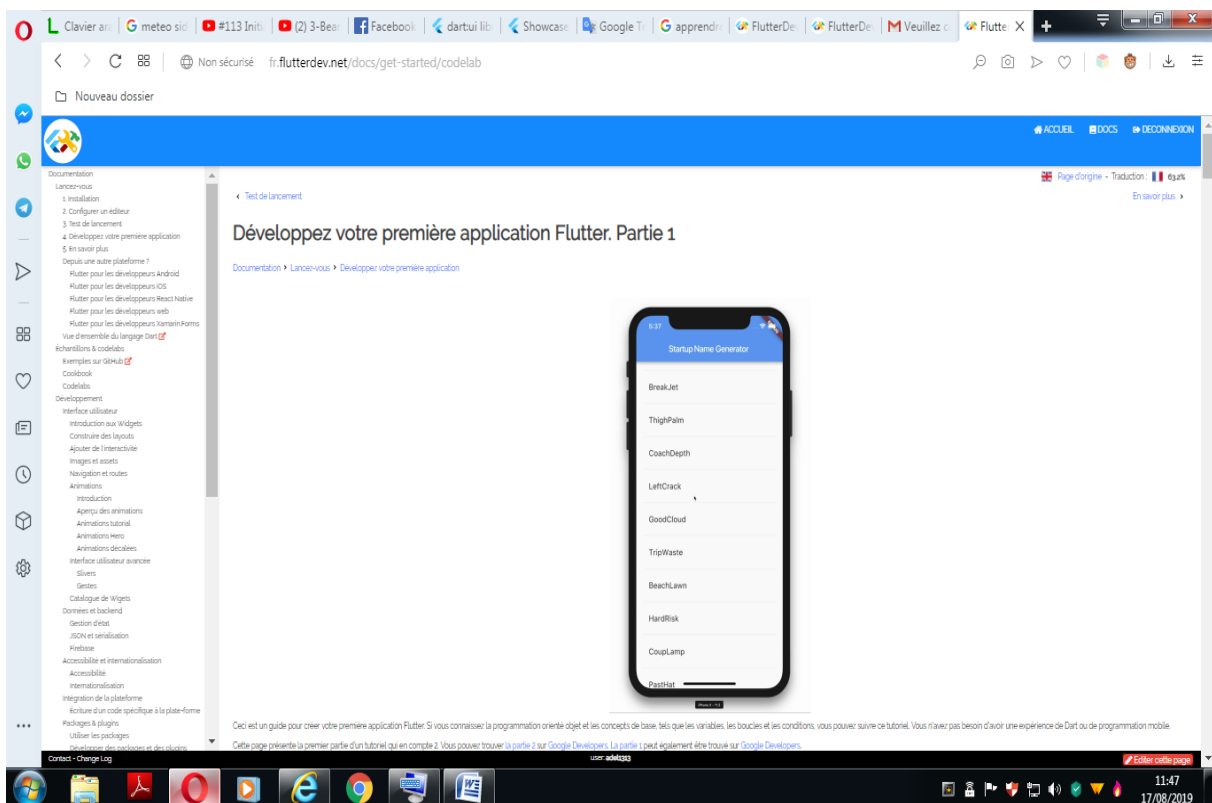 Clavier ara
meteo sid
#113 Initi
(2) 3-Bea
Facebook
dartui lib
Showcase
Google Tr
apprendre
FlutterDe
FlutterDe
Veuillez c
Flutte
Non sécurisé fr.flutterdev.net/docs/get-started/codelab
Nouveau dossier
ACCUEIL DOCS DECONNEXION
Page d'origine - Traduction : 63.2%
Documentation
Lancez-vous
1. Installation
2. Configurer un éditeur
3. Test de lancement
4. Développez votre première application
5. En savoir plus
Depuis une autre plateforme ?
Flutter pour les développeurs Android
Flutter pour les développeurs iOS
Flutter pour les développeurs React Native
Flutter pour les développeurs web
Flutter pour les développeurs Xamarin.Forms
Vue d'ensemble du langage Dart
Échantillons & codelabs
Exemples sur GitHub
Cookbook
Codelabs
Developpement
Interface utilisateur
Introduction aux Widgets
Construire des layouts
Ajouter de l'interactivité
Images et assets
Navigation et routes
Animations
Introduction
Aperçu des animations
Animations tutorial
Animations Hero
Animations décalées
Interface utilisateur avancée
Slivers
Gestes
Catalogue de Wigets
Données et backend
Gestion d'état
JSON et sérialisation
Firebase
Accessibilité et internationalisation
Accessibilité
Internationalisation
Intégration de la plateforme
Ecriture d'un code spécifique à la plate-forme
Packages & plugins
Utiliser les packages
Développer des packages et des plugins
Test de lancement
En savoir plus
Développez votre première application Flutter. Partie 1
Documentation Lancez-vous Développez votre première application
5:37
Startup Name Generator
BreakJet
ThighPalm
CoachDepth
LeftCrack
GoodCloud
TripWaste
BeachLawn
HardRisk
CoupLamp
PastHat
Ceci est un guide pour créer votre première application Flutter. Si vous connaissez la programmation orienté objet et les concepts de base, tels que les variables, les boucles et les conditions, vous pouvez suivre ce tutoriel. Vous n'avez pas besoin d'avoir une expérience de Dart ou de programmation mobile.
Cette page présente la premier partie d'un tutoriel qui en compte 2. Vous pouvez trouver la partie 2 sur Google Developers. La partie 1 peut également être trouvé sur Google Developers.
Contact - Change Log
user: adel1313
Editer cette page
11:47
17/08/2019